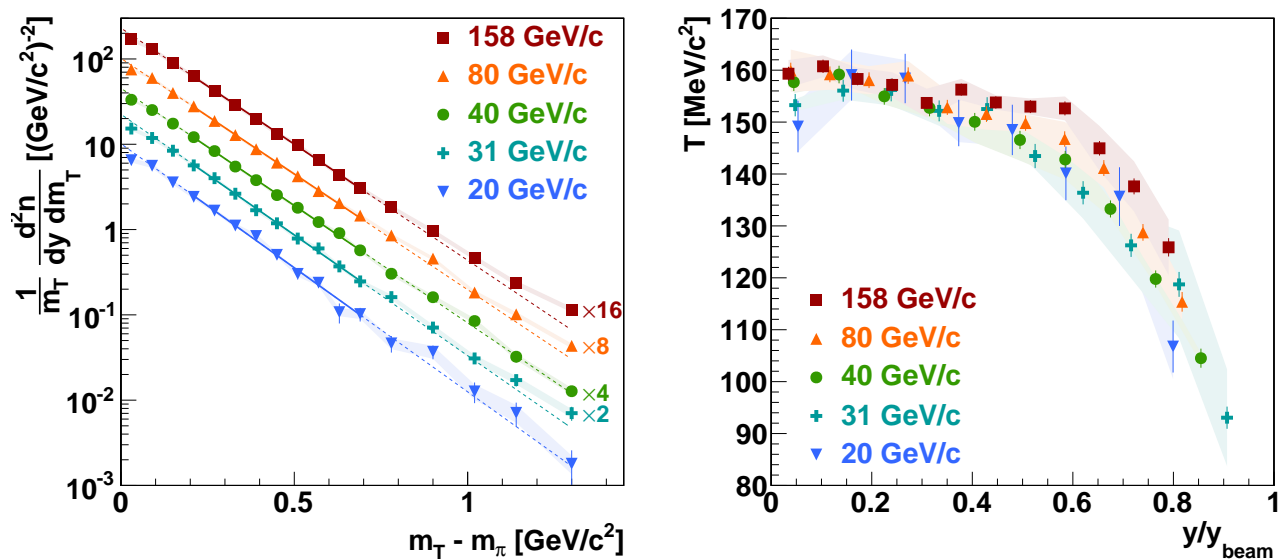 10²
10
1
10⁻¹
10⁻²
10⁻³
1/m_T d²n/dy dm_T [(GeV/c²)⁻²]
158 GeV/c
80 GeV/c
40 GeV/c
31 GeV/c
20 GeV/c
×16
×8
×4
×2
0 0.5 1
m_T - m_π [GeV/c²]
170
160
150
140
130
120
110
100
90
80
T [MeV/c²]
158 GeV/c
80 GeV/c
40 GeV/c
31 GeV/c
20 GeV/c
0 0.2 0.4 0.6 0.8 1
y/y_beam